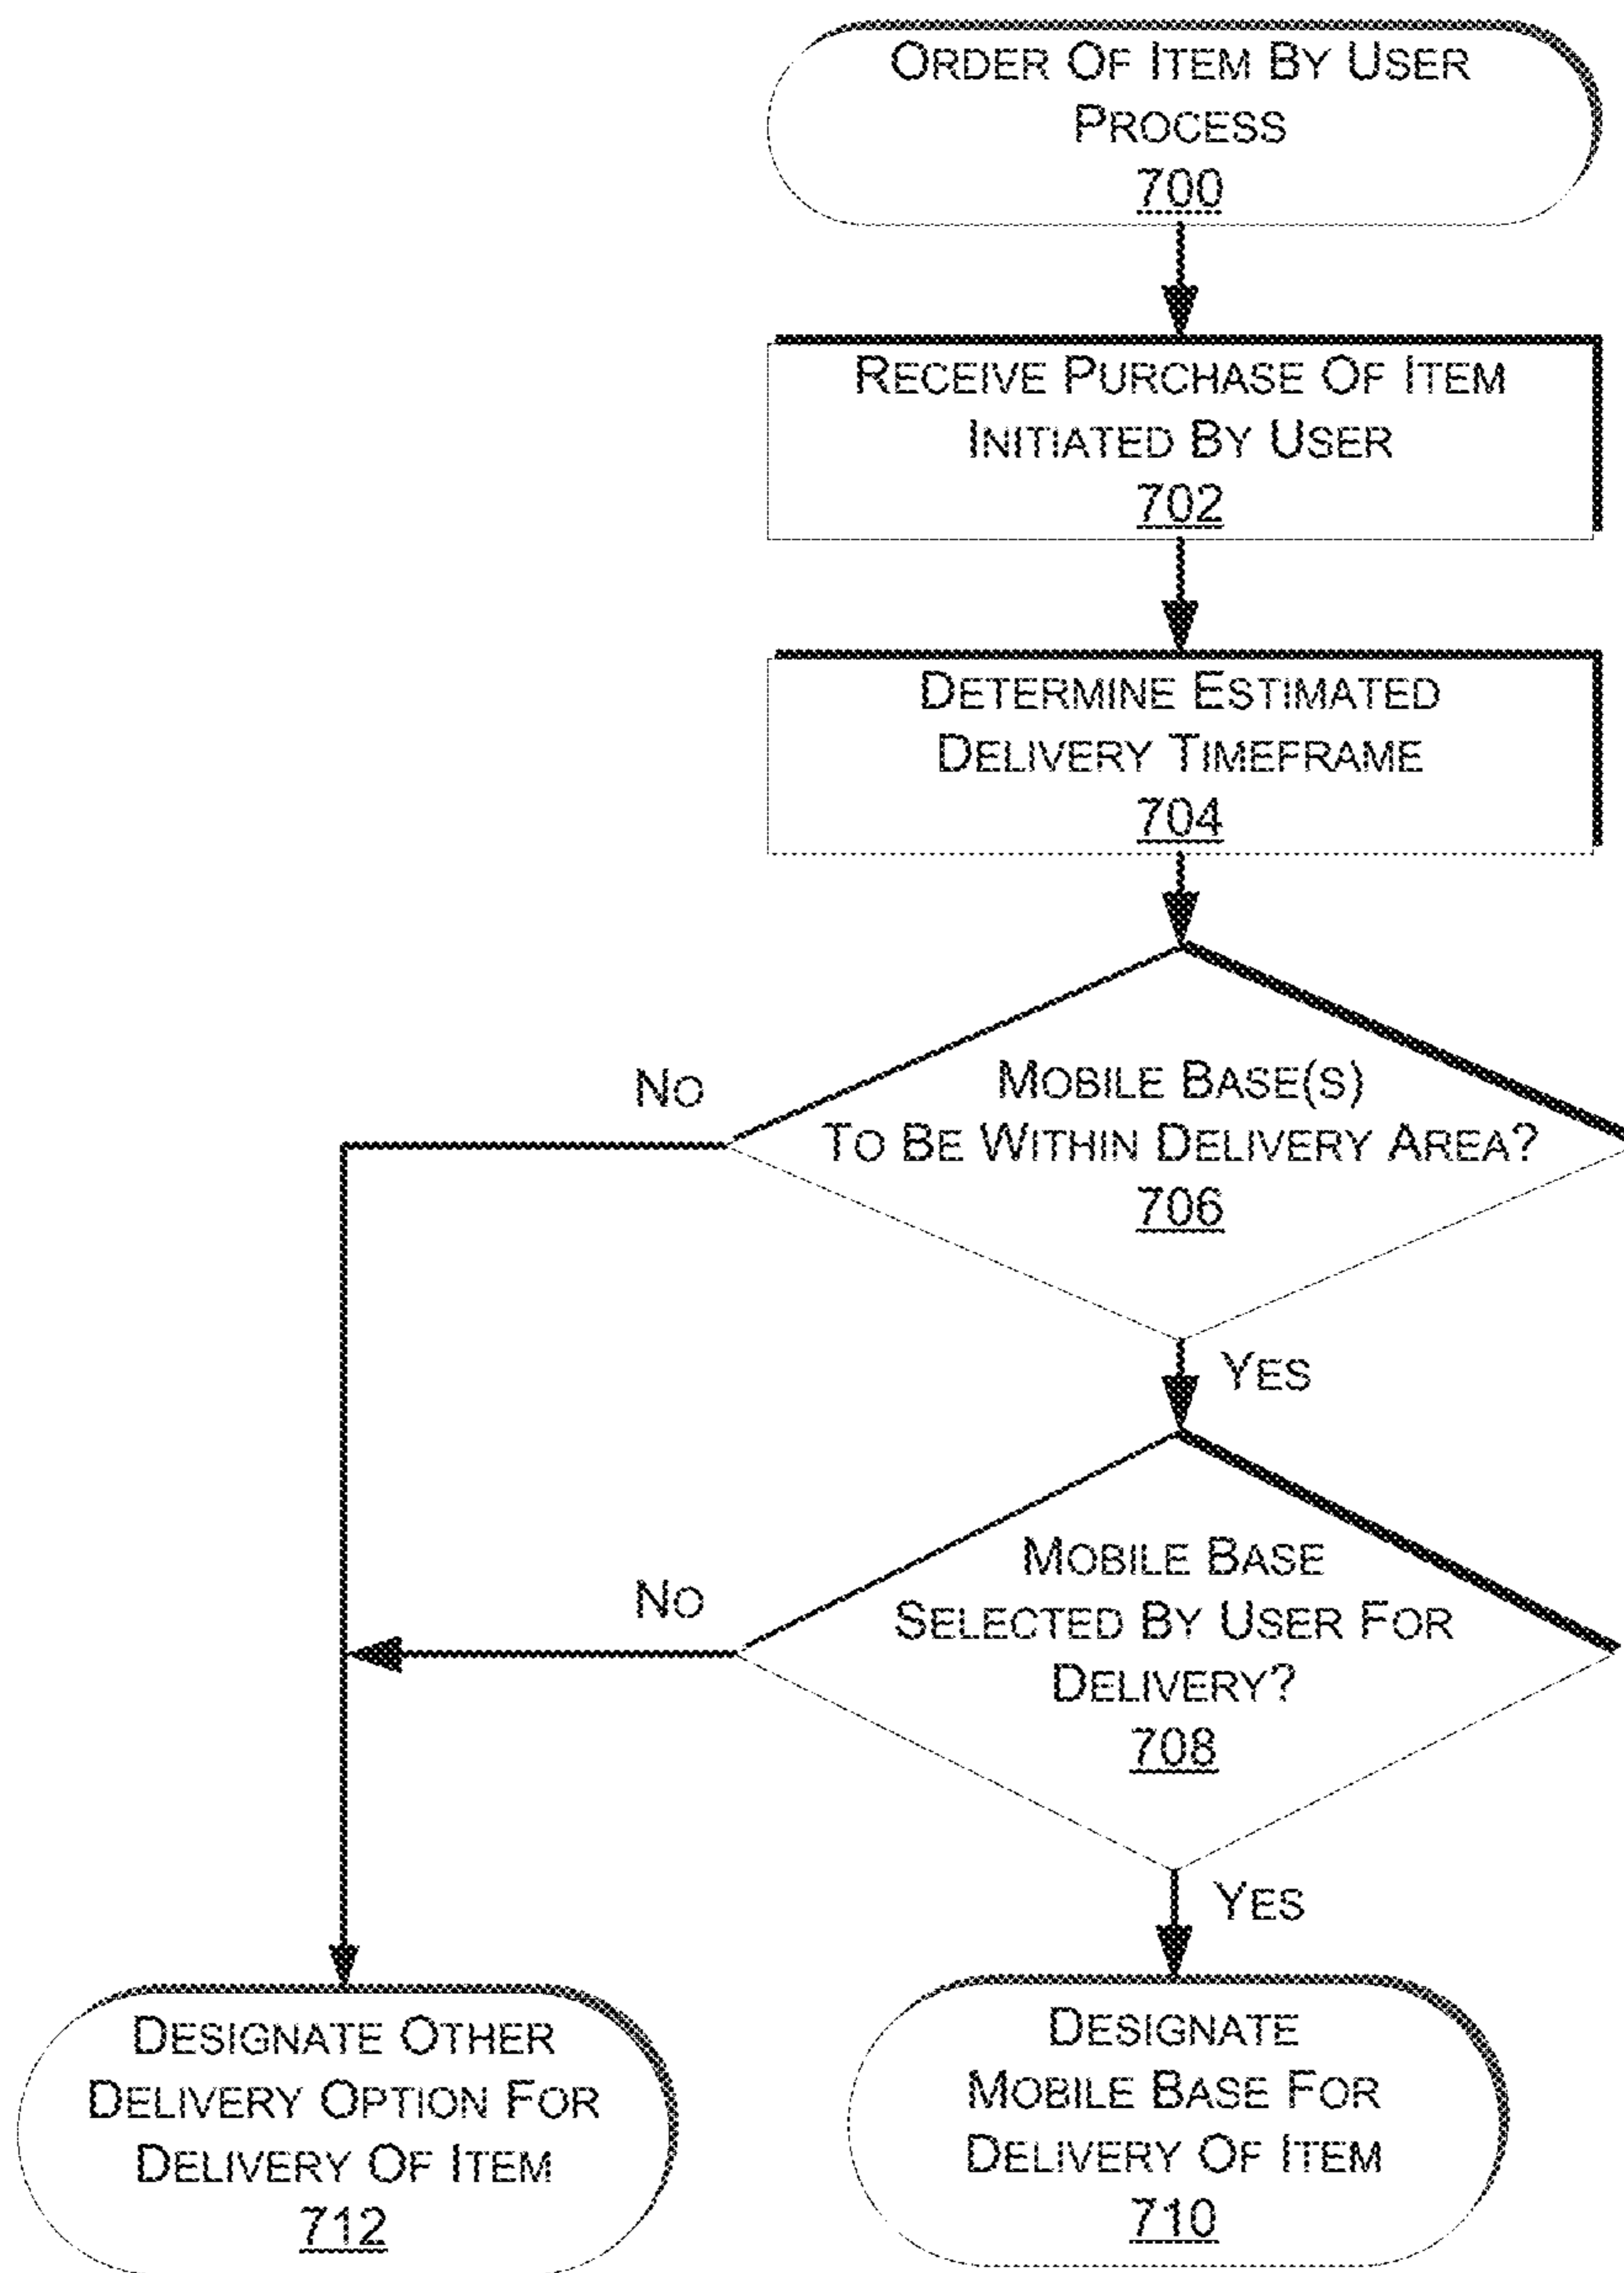 ORDER OF ITEM BY USER
PROCESS
700
RECEIVE PURCHASE OF ITEM
INITIATED BY USER
702
DETERMINE ESTIMATED
DELIVERY TIMEFRAME
704
NO
MOBILE BASE(S)
TO BE WITHIN DELIVERY AREA?
706
YES
NO
MOBILE BASE
SELECTED BY USER FOR
DELIVERY?
708
YES
DESIGNATE OTHER
DELIVERY OPTION FOR
DELIVERY OF ITEM
712
DESIGNATE
MOBILE BASE FOR
DELIVERY OF ITEM
710